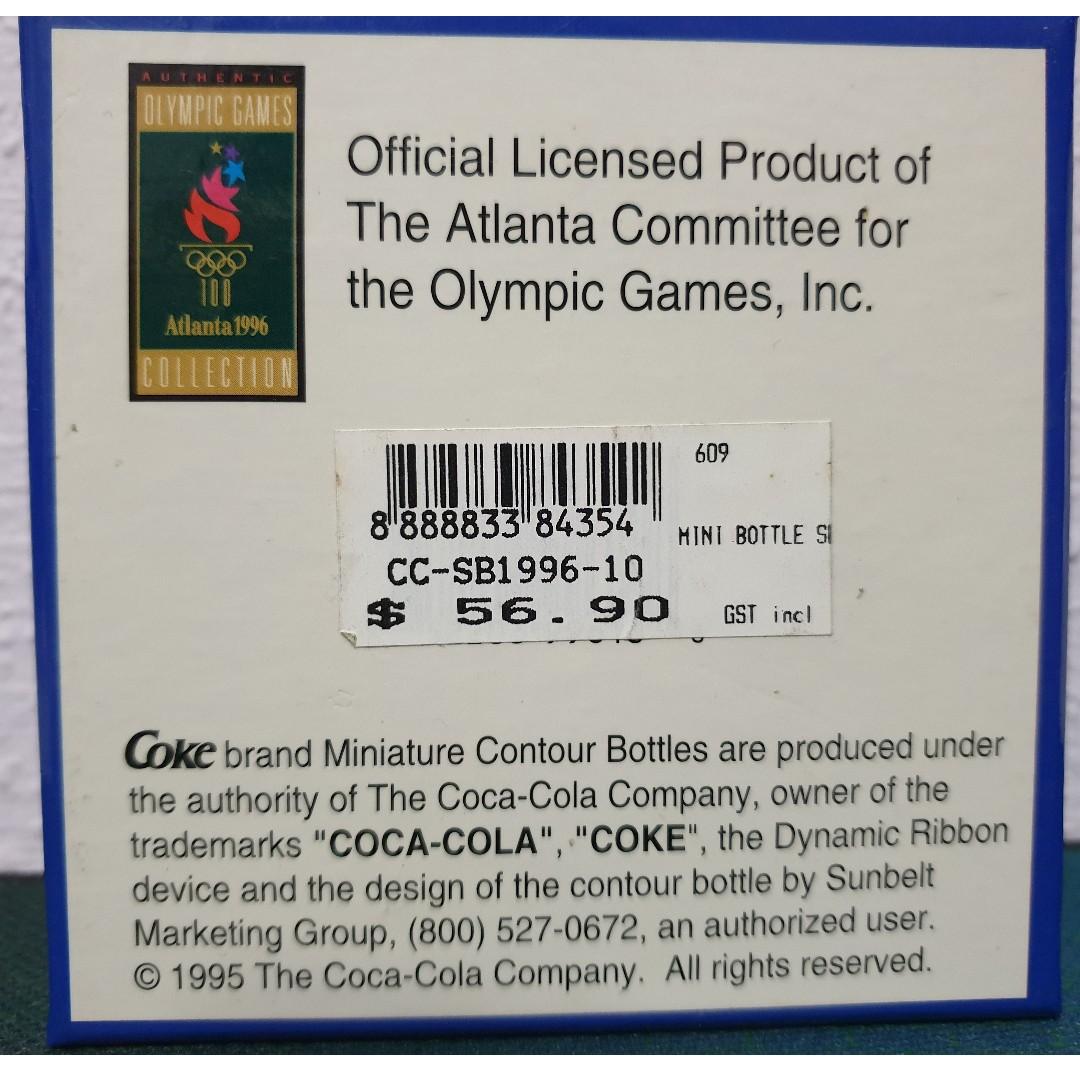 AUTHENTIC
OLYMPIC GAMES
100
Atlanta 1996
COLLECTION
Official Licensed Product of
The Atlanta Committee for
the Olympic Games, Inc.
609
8 888833 84354
MINI BOTTLE
CC-SB1996-10
$ 56.90 GST incl
Coke brand Miniature Contour Bottles are produced under
the authority of The Coca-Cola Company, owner of the
trademarks "COCA-COLA", "COKE", the Dynamic Ribbon
device and the design of the contour bottle by Sunbelt
Marketing Group, (800) 527-0672, an authorized user.
© 1995 The Coca-Cola Company. All rights reserved.